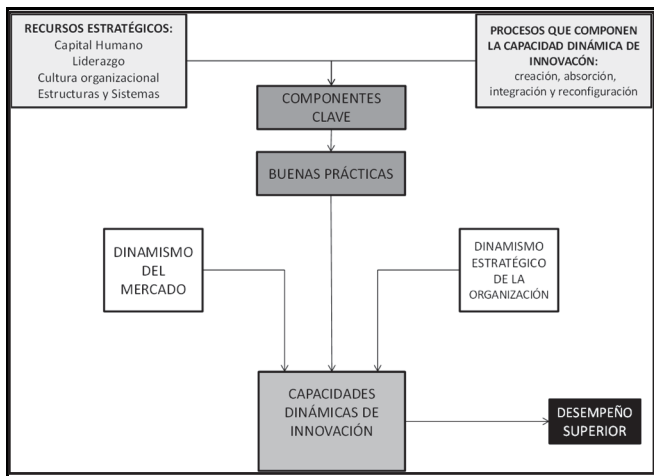 RECURSOS ESTRATÉGICOS:
Capital Humano
Liderazgo
Cultura organizacional
Estructuras y Sistemas
PROCESOS QUE COMPONEN
LA CAPACIDAD DINÁMICA DE
INNOVACÓN:
creación, absorción,
integración y reconfiguración
COMPONENTES
CLAVE
BUENAS PRÁCTICAS
DINAMISMO
DEL
MERCADO
DINAMISMO
ESTRATÉGICO
DE LA
ORGANIZACIÓN
CAPACIDADES
DINÁMICAS DE
INNOVACIÓN
DESEMPEÑO
SUPERIOR